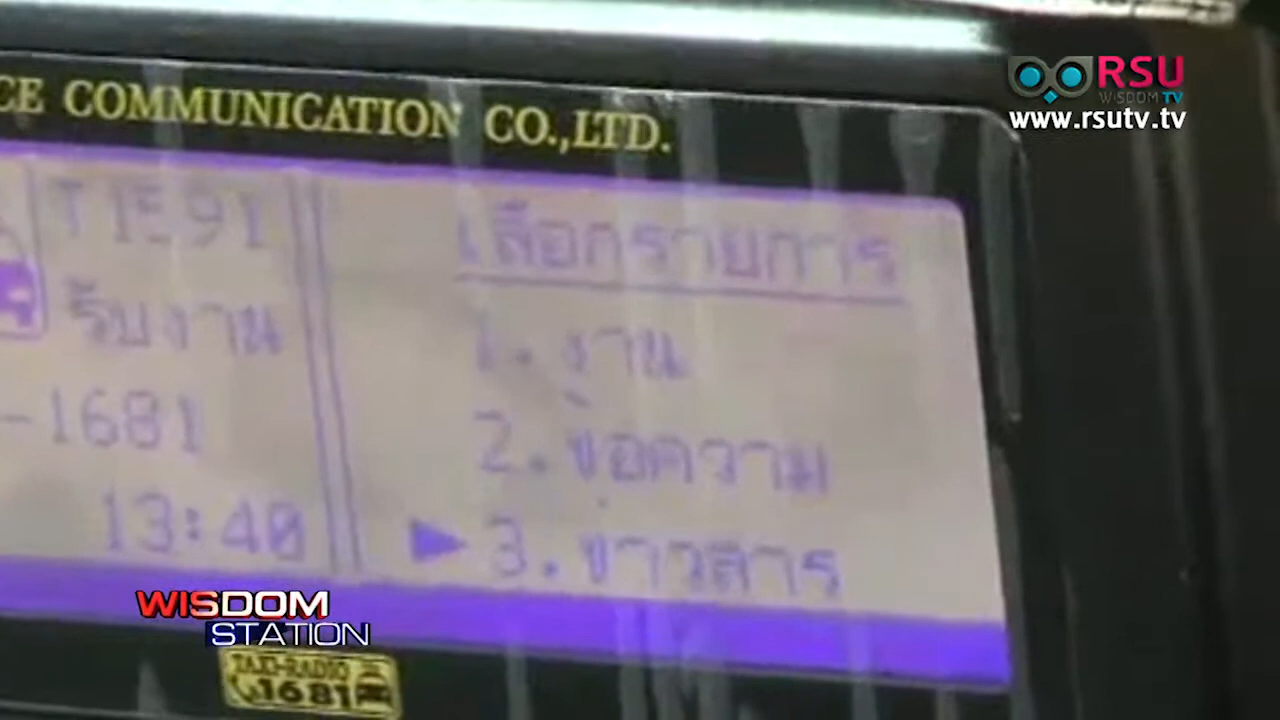 RSU
WISDOM TV
www.rsutv.tv
CE COMMUNICATION CO.,LTD.
T1591
รับงาน
-1681
13:40
เลือกรายการ
1. งาน
2. ข้อความ
3. ข่าวสาร
WISDOM
STATION
TAXI-RADIO
1681